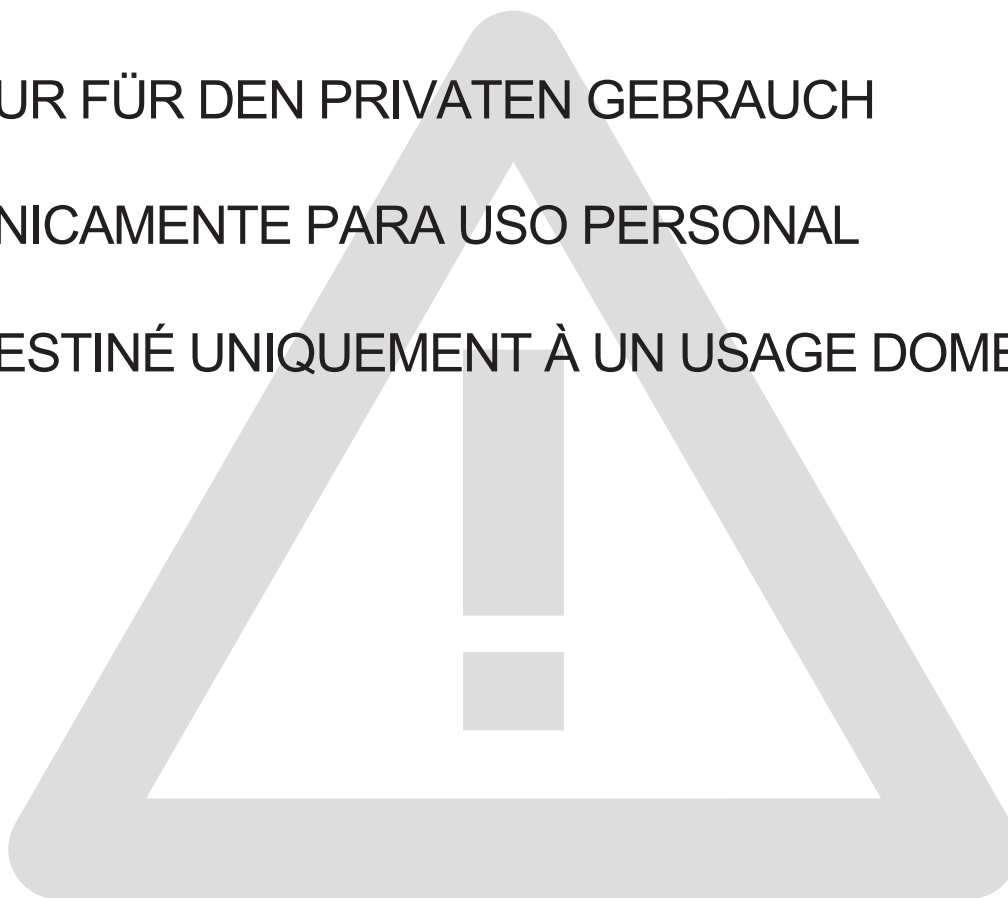 UR FÜR DEN PRIVATEN GEBRAUCH
NICAMENTE PARA USO PERSONAL
ESTINÉ UNIQUEMENT À UN USAGE DOME